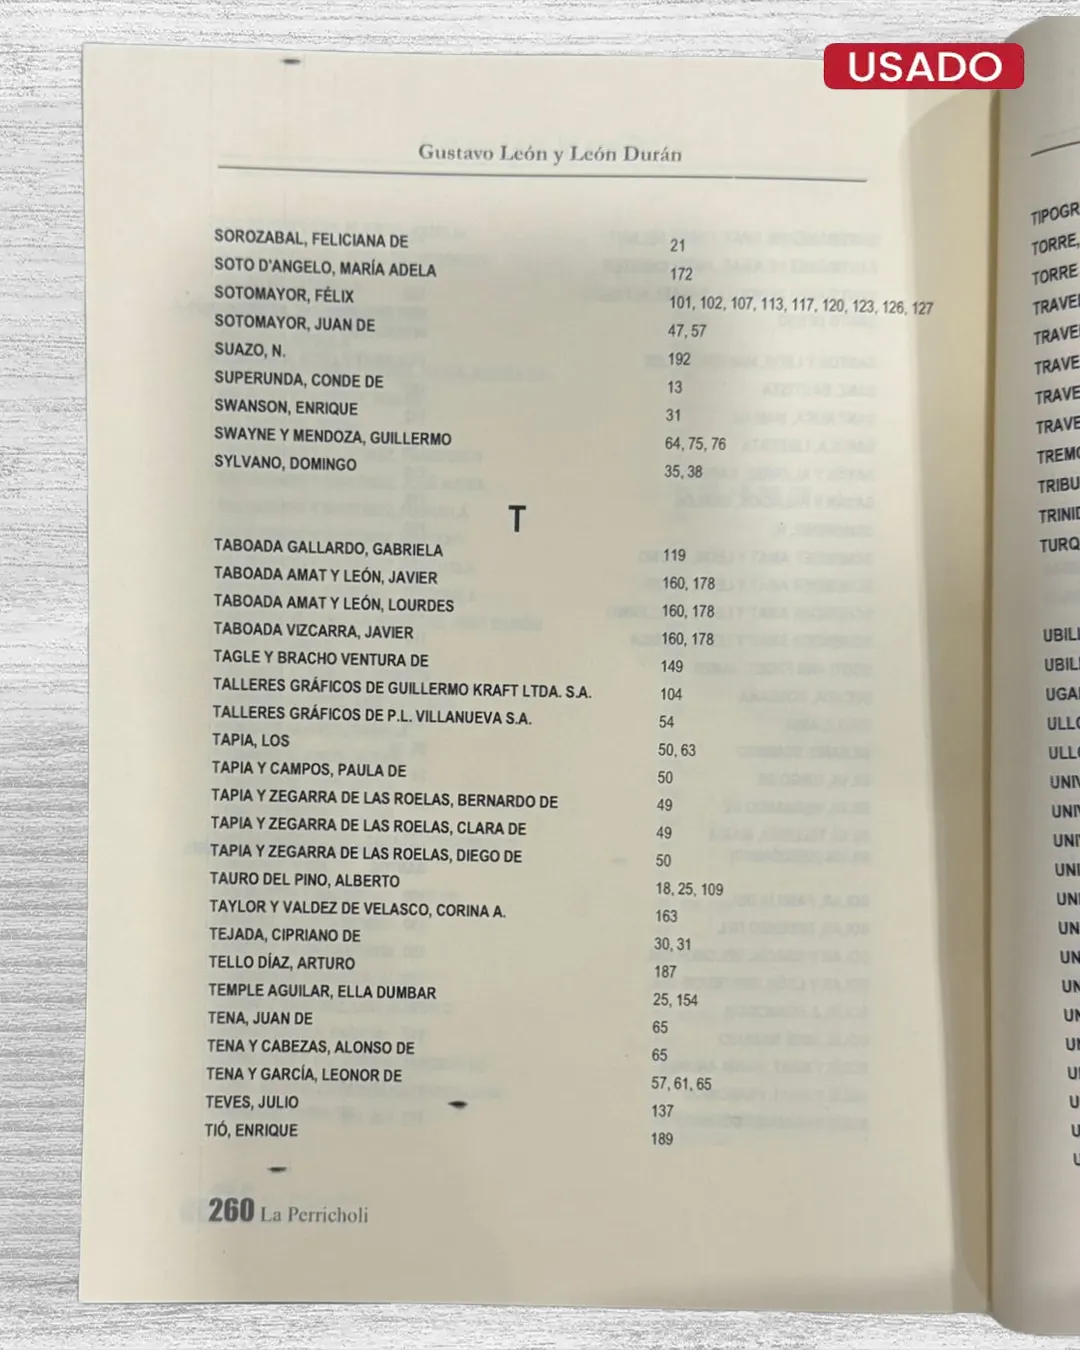 USADO
Gustavo León y León Durán
SOROZABAL, FELICIANA DE 21
SOTO D'ANGELO, MARÍA ADELA 172
SOTOMAYOR, FÉLIX 101, 102, 107, 113, 117, 120, 123, 126, 127
SOTOMAYOR, JUAN DE 47, 57
SUAZO, N. 192
SUPERUNDA, CONDE DE 13
SWANSON, ENRIQUE 31
SWAYNE Y MENDOZA, GUILLERMO 64, 75, 76
SYLVANO, DOMINGO 35, 38
T
TABOADA GALLARDO, GABRIELA 119
TABOADA AMAT Y LEÓN, JAVIER 160, 178
TABOADA AMAT Y LEÓN, LOURDES 160, 178
TABOADA VIZCARRA, JAVIER 160, 178
TAGLE Y BRACHO VENTURA DE 149
TALLERES GRÁFICOS DE GUILLERMO KRAFT LTDA. S.A. 104
TALLERES GRÁFICOS DE P.L. VILLANUEVA S.A. 54
TAPIA, LOS 50, 63
TAPIA Y CAMPOS, PAULA DE 50
TAPIA Y ZEGARRA DE LAS ROELAS, BERNARDO DE 49
TAPIA Y ZEGARRA DE LAS ROELAS, CLARA DE 49
TAPIA Y ZEGARRA DE LAS ROELAS, DIEGO DE 50
TAURO DEL PINO, ALBERTO 18, 25, 109
TAYLOR Y VALDEZ DE VELASCO, CORINA A. 163
TEJADA, CIPRIANO DE 30, 31
TELLO DÍAZ, ARTURO 187
TEMPLE AGUILAR, ELLA DUMBAR 25, 154
TENA, JUAN DE 65
TENA Y CABEZAS, ALONSO DE 65
TENA Y GARCÍA, LEONOR DE 57, 61, 65
TEVES, JULIO 137
TIÓ, ENRIQUE 189
260 La Perricholi
TORRE,
TORRE